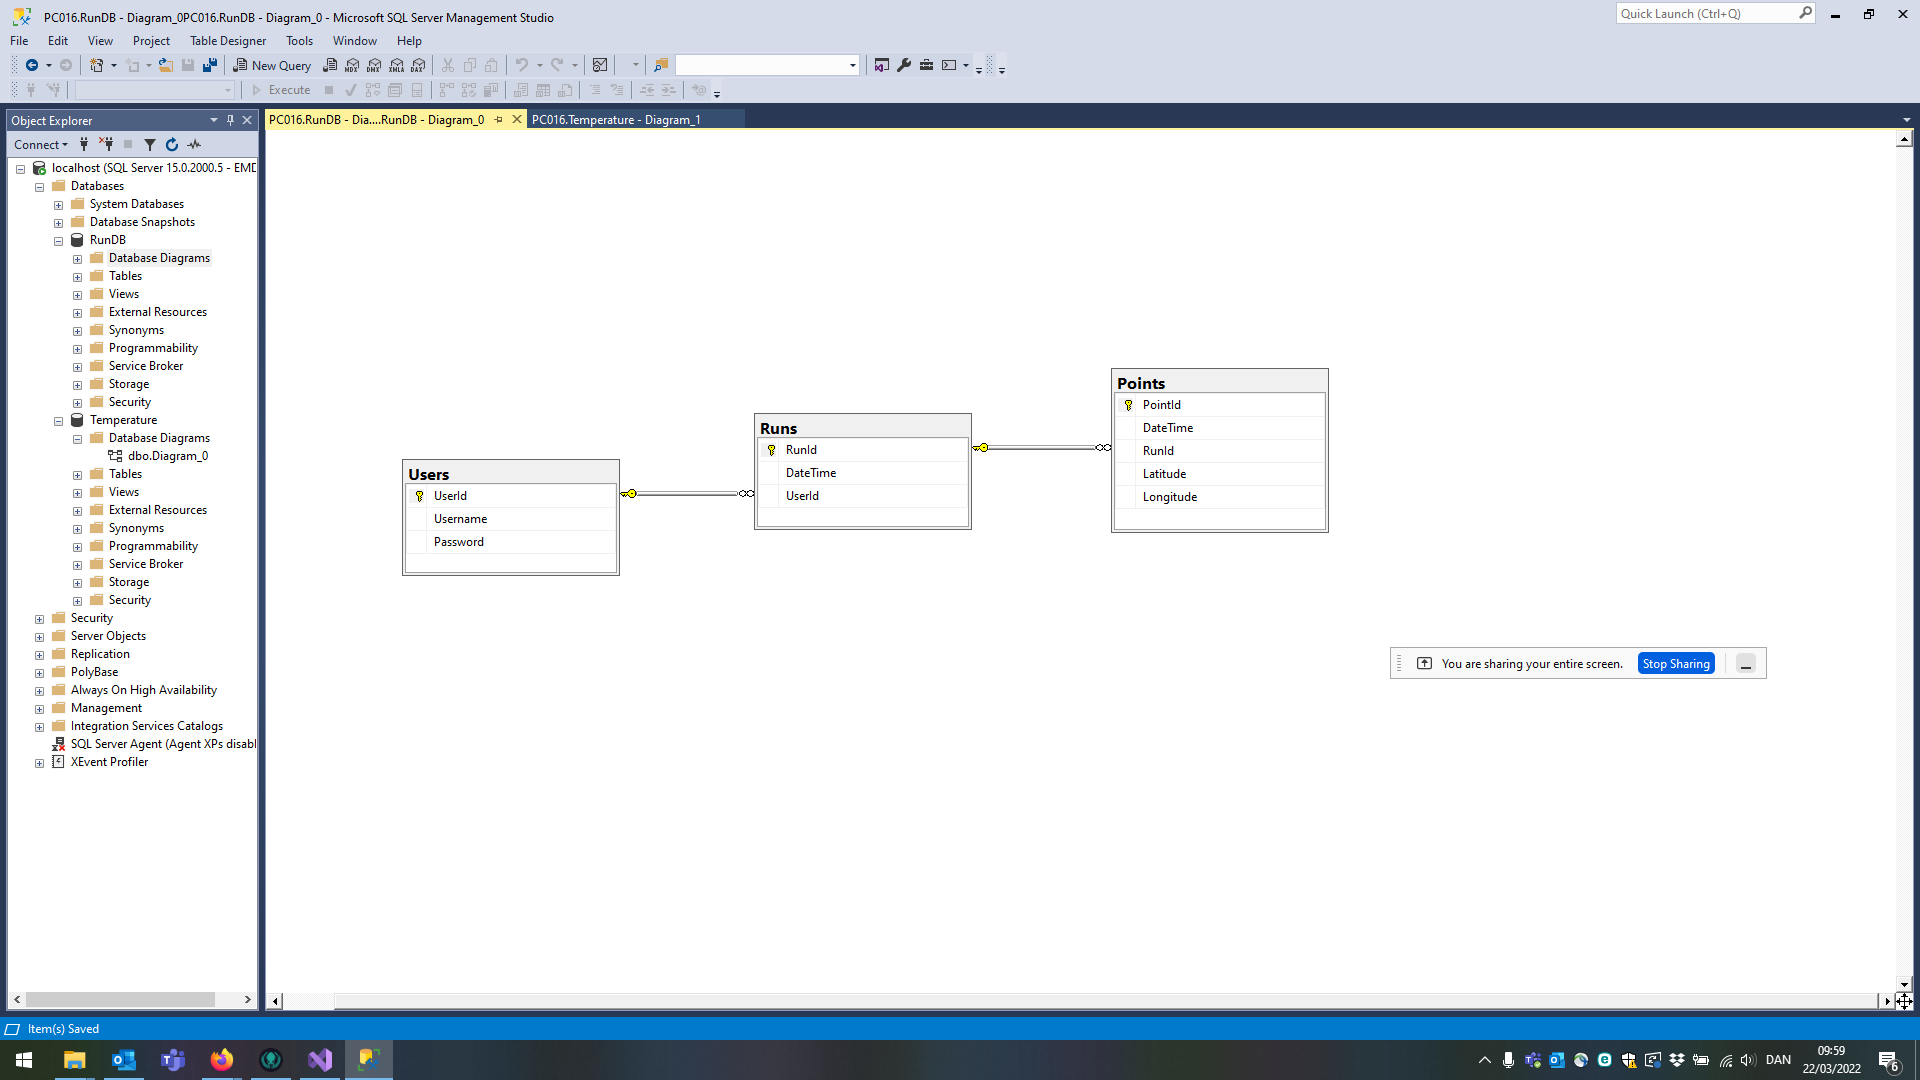 PC016.RunDB - Diagram_0PC016.RunDB - Diagram_0 - Microsoft SQL Server Management Studio
Quick Launch (Ctrl+Q)
File Edit View Project Table Designer Tools Window Help
New Query
MDX DMX XMLA DAX
Execute
Object Explorer
PC016.RunDB - Dia....RunDB - Diagram_0
PC016.Temperature - Diagram_1
Connect
localhost (SQL Server 15.0.2000.5 - EMD
Databases
System Databases
Database Snapshots
RunDB
Database Diagrams
Tables
Views
External Resources
Synonyms
Programmability
Service Broker
Storage
Security
Temperature
Database Diagrams
dbo.Diagram_0
Tables
Views
External Resources
Synonyms
Programmability
Service Broker
Storage
Security
Security
Server Objects
Replication
PolyBase
Always On High Availability
Management
Integration Services Catalogs
SQL Server Agent (Agent XPs disabl
XEvent Profiler
Users
UserId
Username
Password
Runs
RunId
DateTime
UserId
Points
PointId
DateTime
RunId
Latitude
Longitude
You are sharing your entire screen.
Stop Sharing
Item(s) Saved
DAN
09:59
22/03/2022
6